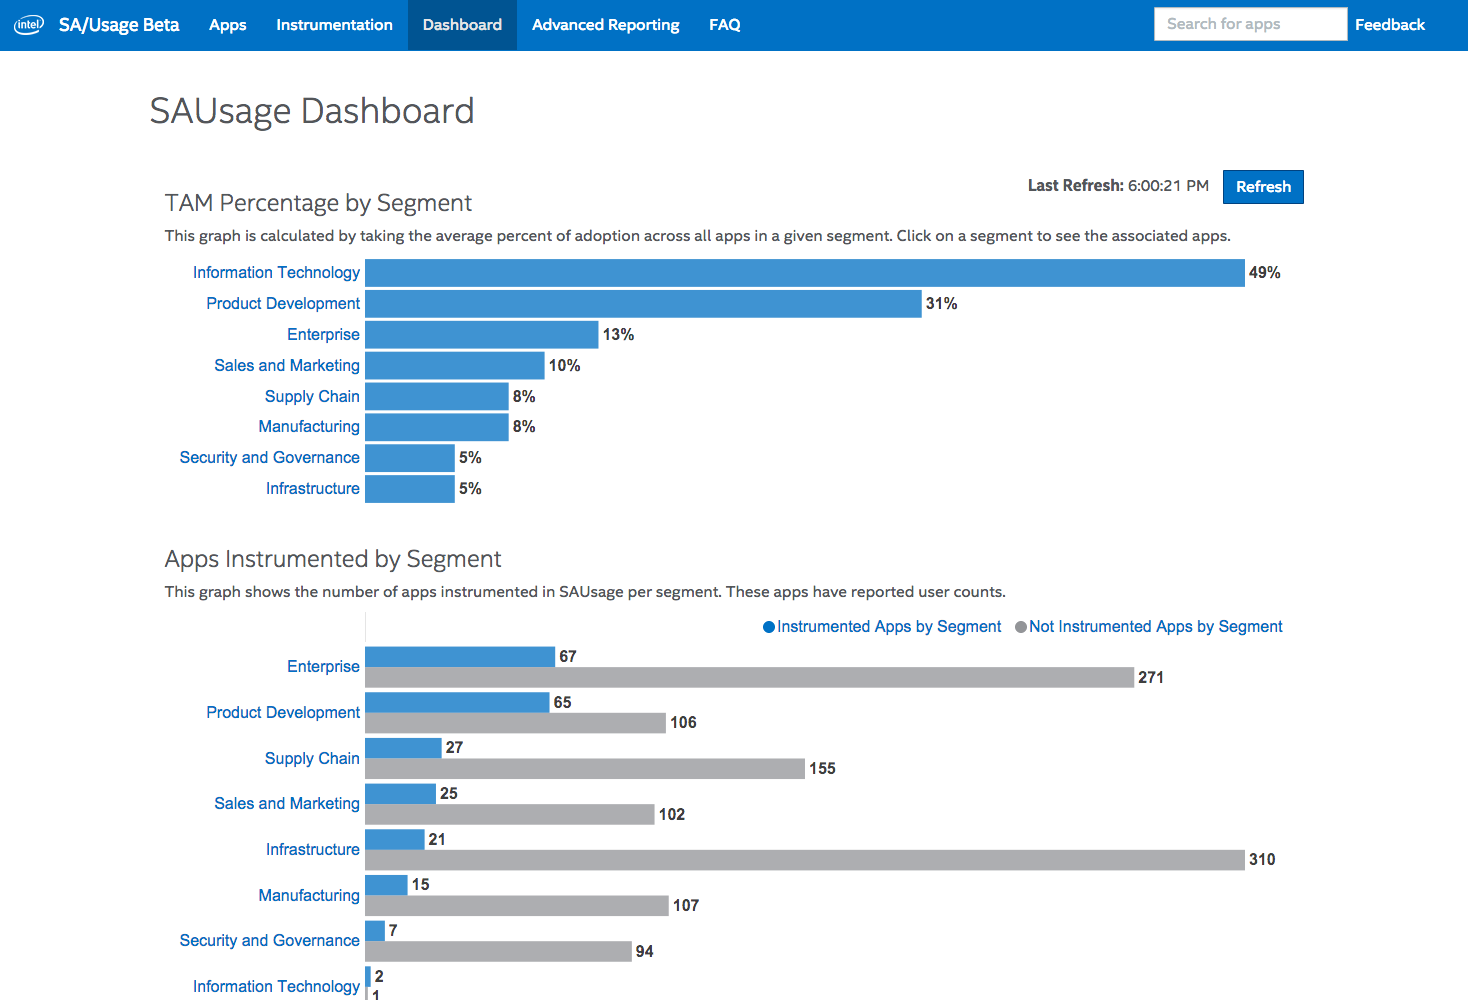 intel SA/Usage Beta Apps Instrumentation Dashboard Advanced Reporting FAQ Search for apps Feedback
SAUsage Dashboard
Last Refresh: 6:00:21 PM Refresh
TAM Percentage by Segment
This graph is calculated by taking the average percent of adoption across all apps in a given segment. Click on a segment to see the associated apps.
Information Technology 49%
Product Development 31%
Enterprise 13%
Sales and Marketing 10%
Supply Chain 8%
Manufacturing 8%
Security and Governance 5%
Infrastructure 5%
Apps Instrumented by Segment
This graph shows the number of apps instrumented in SAUsage per segment. These apps have reported user counts.
Instrumented Apps by Segment Not Instrumented Apps by Segment
Enterprise 67
271
Product Development 65
106
Supply Chain 27
155
Sales and Marketing 25
102
Infrastructure 21
310
Manufacturing 15
107
Security and Governance 7
94
Information Technology 2
1